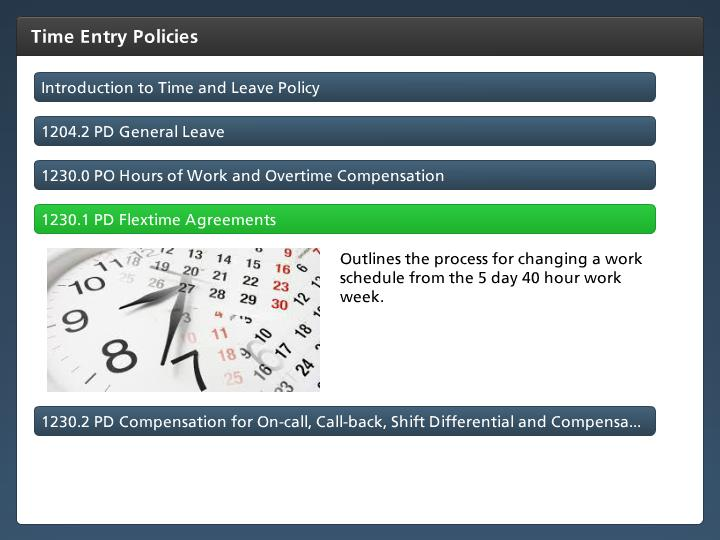 Time Entry Policies
Introduction to Time and Leave Policy
1204.2 PD General Leave
1230.0 PO Hours of Work and Overtime Compensation
1230.1 PD Flextime Agreements
Outlines the process for changing a work
schedule from the 5 day 40 hour work
week.
1230.2 PD Compensation for On-call, Call-back, Shift Differential and Compensa...